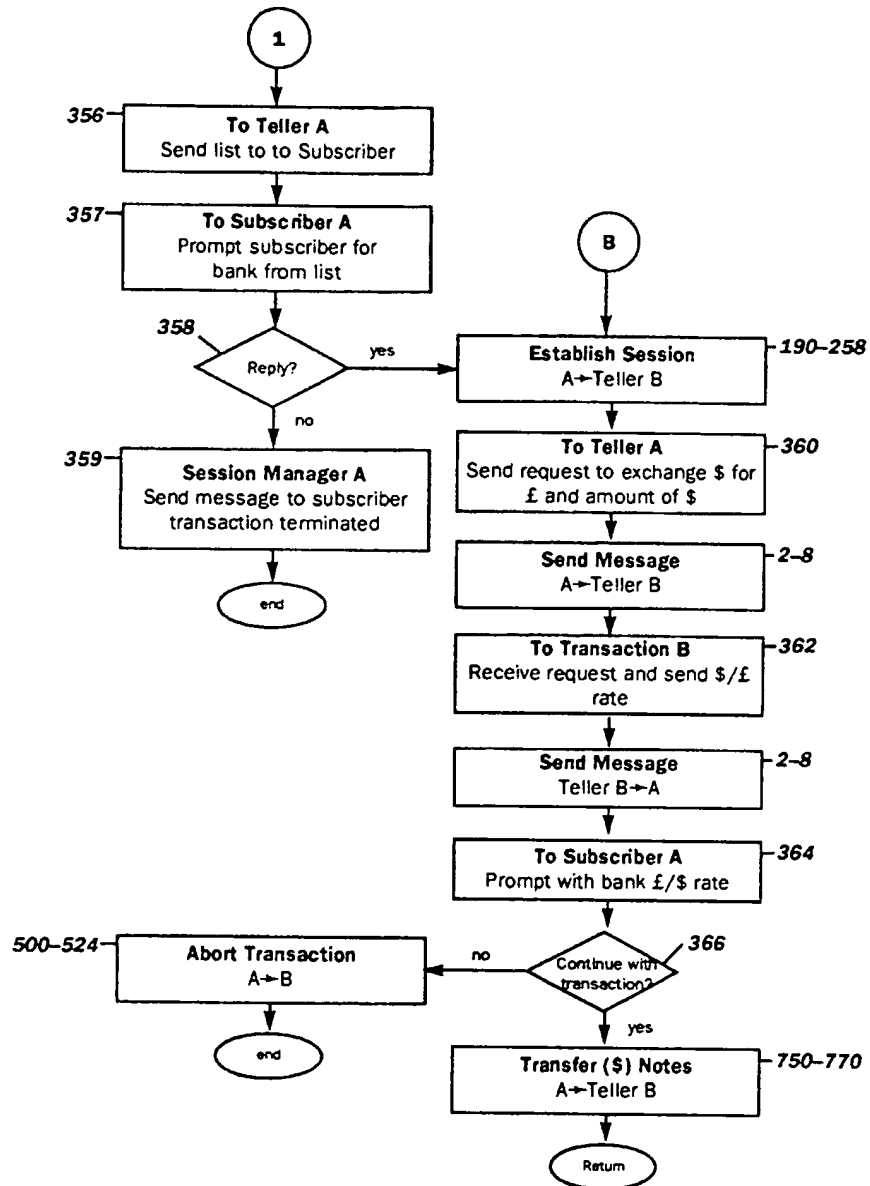 1
356
To Teller A
Send list to to Subscriber
357
To Subscriber A
Prompt subscriber for
bank from list
358
Reply?
yes
no
359
Session Manager A
Send message to subscriber
transaction terminated
end
B
Establish Session
A→Teller B
190–258
To Teller A
Send request to exchange $ for
£ and amount of $
360
Send Message
A→Teller B
2–8
To Transaction B
Receive request and send $/£
rate
362
Send Message
Teller B→A
2–8
To Subscriber A
Prompt with bank £/$ rate
364
Continue with
transaction?
366
no
yes
500–524
Abort Transaction
A→B
end
Transfer ($) Notes
A→Teller B
750–770
Return